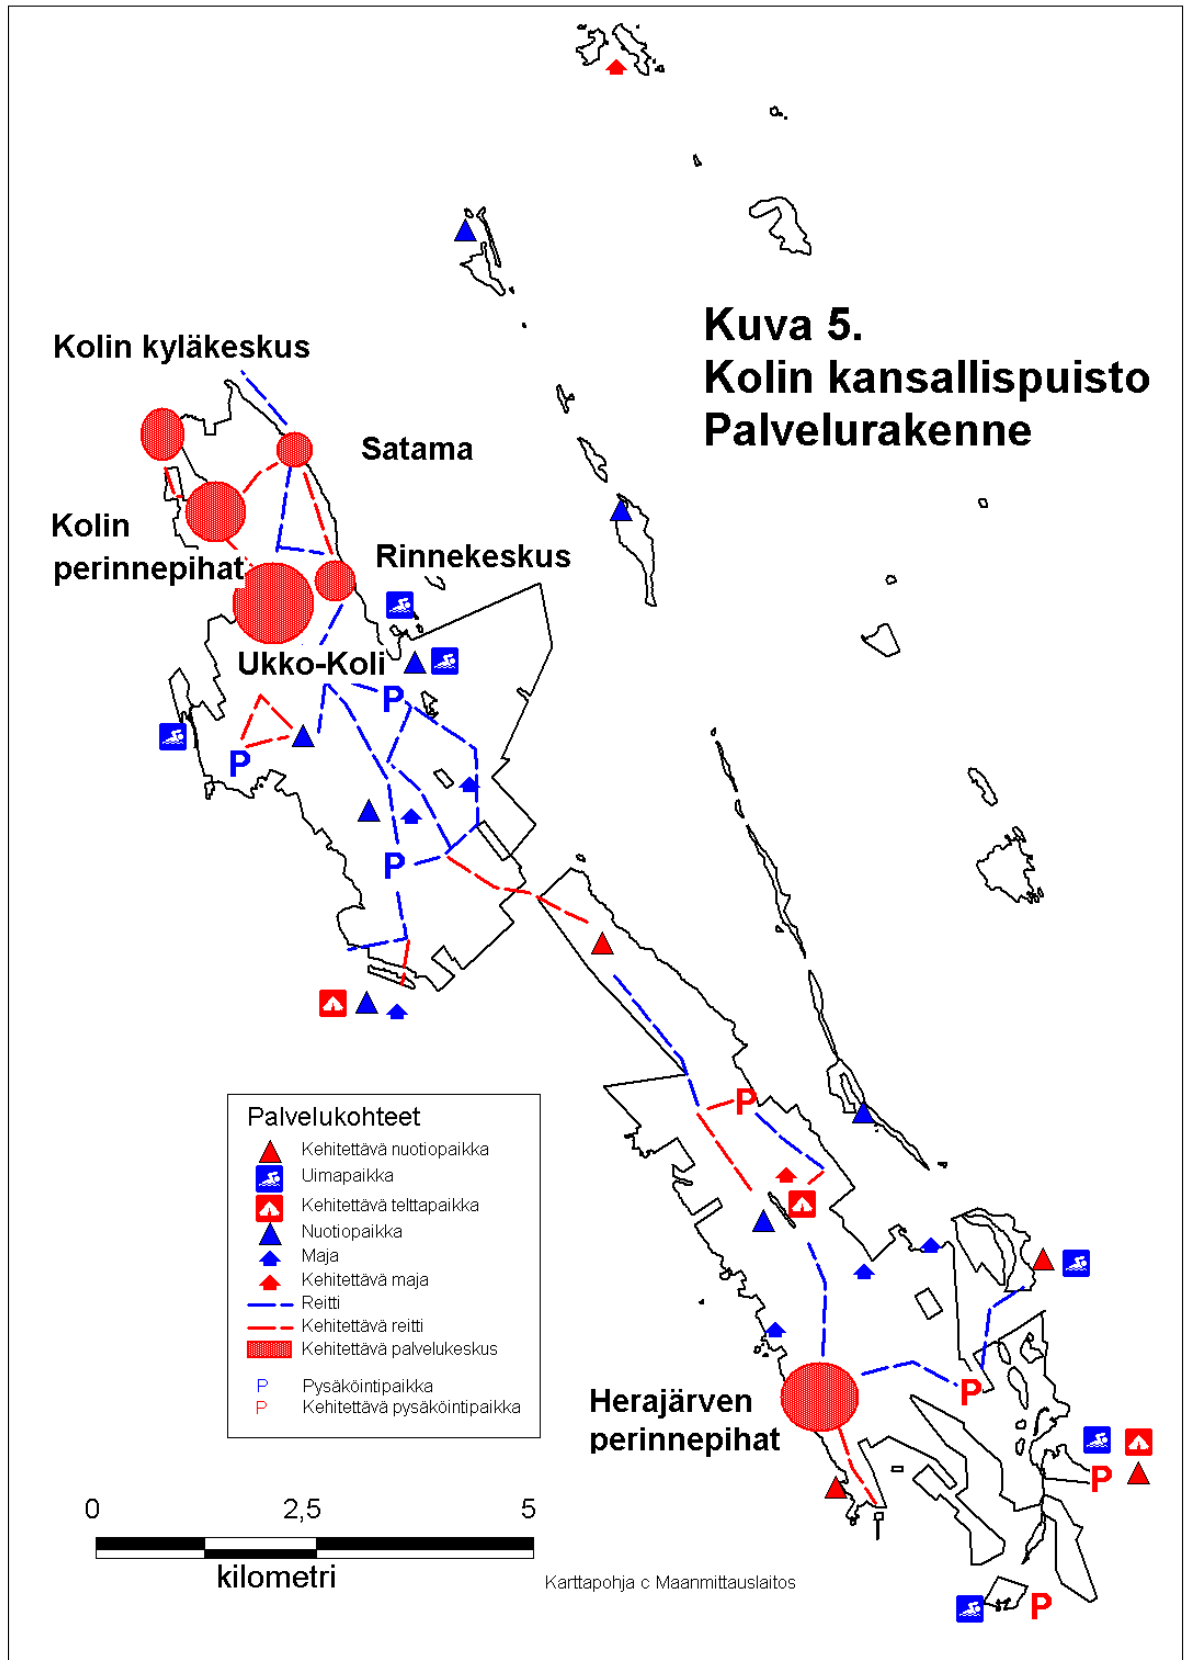 Kuva 5.
Kolin kansallispuisto
Palvelurakenne
Kolin kyläkeskus
Satama
Kolin
perinnepihat
Rinnekeskus
Ukko-Koli
P
P
P
P
Palvelukohteet
Kehitettävä nuotiopaikka
Uimapaikka
Kehitettävä telttapaikka
Nuotiopaikka
Maja
Kehitettävä maja
Reitti
Kehitettävä reitti
Kehitettävä palvelukeskus
P Pysäköintipaikka
P Kehitettävä pysäköintipaikka
Herajärven
perinnepihat
P
P
P
0 2,5 5
kilometri
Karttapohja c Maanmittauslaitos